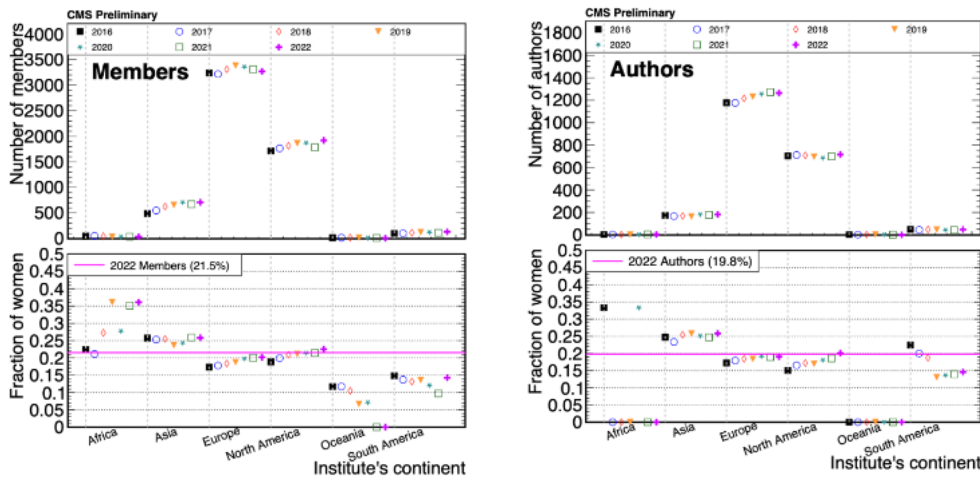 CMS Preliminary
2016 2017 2018 2019
2020 2021 2022
Members
Number of members
4000
3500
3000
2000
1500
1000
500
0
2022 Members (21.5%)
Fraction of women
0.5
0.45
0.4
0.35
0.3
0.25
0.2
0.15
0.1
0.05
0
Africa Asia Europe North America Oceania South America
Institute's continent
CMS Preliminary
2016 2017 2018 2019
2020 2021 2022
Authors
Number of authors
1800
1600
1400
1200
1000
800
600
400
200
0
2022 Authors (19.8%)
Fraction of women
0.5
0.45
0.4
0.35
0.3
0.25
0.2
0.15
0.1
0.05
0
Africa Asia Europe North America Oceania South America
Institute's continent